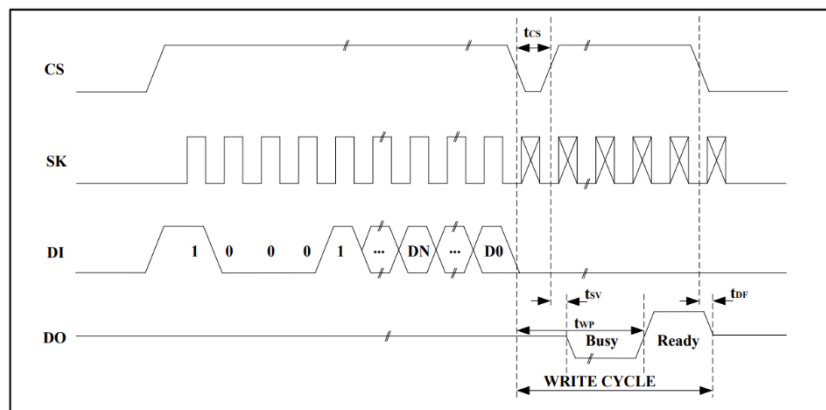 tCS
CS
SK
DI 1 0 0 0 1 ... DN ... D0
tSV tDF
tWP
DO Busy Ready
WRITE CYCLE